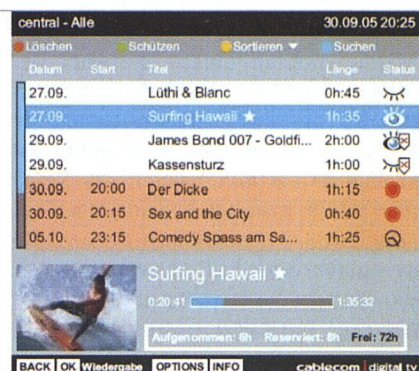 central - Alle 30.09.05 20:25
Löschen Schützen Sortieren Suchen
Datum Start Titel Länge Status
27.09. Lüthi & Blanc 0h:45
27.09. Surfing Hawaii 1h:35
29.09. James Bond 007 - Goldfi... 2h:00
29.09. Kassensturz 1h:00
30.09. 20:00 Der Dicke 1h:15
30.09. 20:15 Sex and the City 0h:40
05.10. 23:15 Comedy Spass am Sa... 1h:25
Surfing Hawaii
0:20:41 1:35:32
Aufgenommen: 6h Reserviert: 8h Frei: 72h
BACK OK Wiedergabe OPTIONS INFO cablecom digital tv